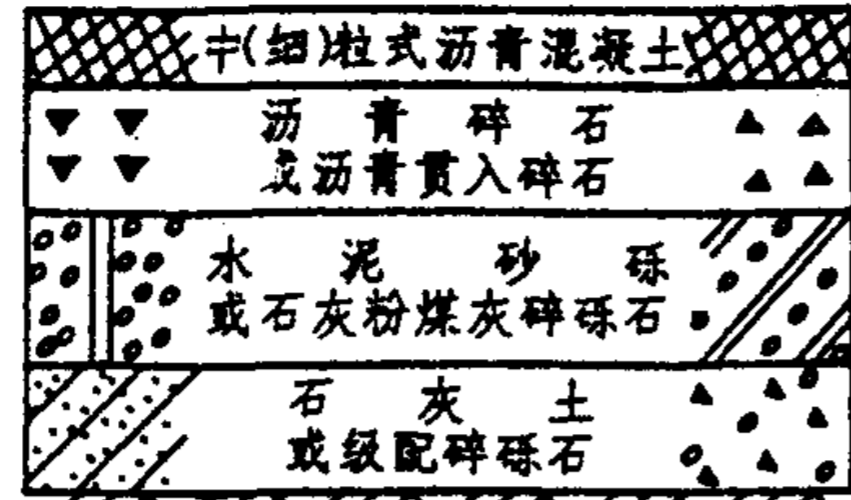 中(细)粒式沥青混凝土
沥青碎石
或沥青贯入碎石
水泥砂砾
或石灰粉煤灰碎砾石
石灰土
或级配碎砾石